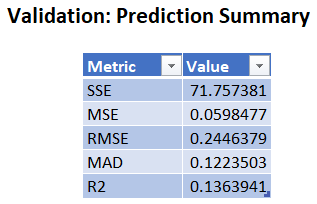 Validation: Prediction Summary
Metric Value
SSE 71.757381
MSE 0.0598477
RMSE 0.2446379
MAD 0.1223503
R2 0.1363941